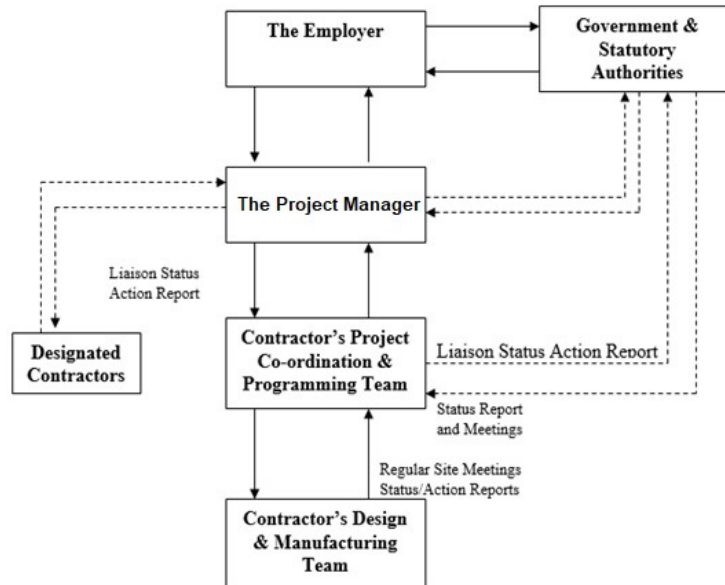 The Employer
Government &
Statutory
Authorities
The Project Manager
Liaison Status
Action Report
Designated
Contractors
Contractor’s Project
Co-ordination &
Programming Team
Liaison Status Action Report
Status Report
and Meetings
Regular Site Meetings
Status/Action Reports
Contractor’s Design
& Manufacturing
Team